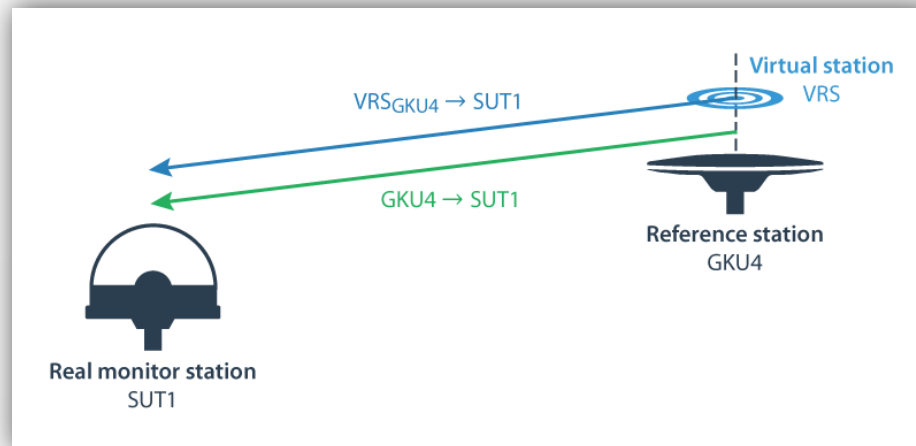 Virtual station
VRS
VRSGKU4 → SUT1
GKU4 → SUT1
Reference station
GKU4
Real monitor station
SUT1